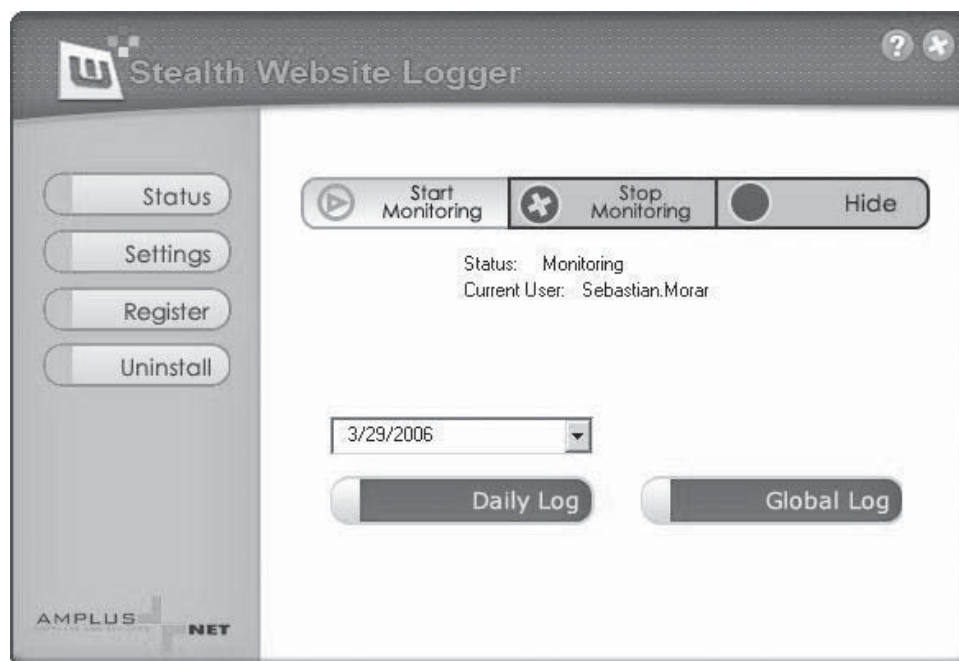 Stealth Website Logger
Status
Settings
Register
Uninstall
Start
Monitoring
Stop
Monitoring
Hide
Status: Monitoring
Current User: Sebastian.Morar
3/29/2006
Daily Log
Global Log
AMPLUS
NET